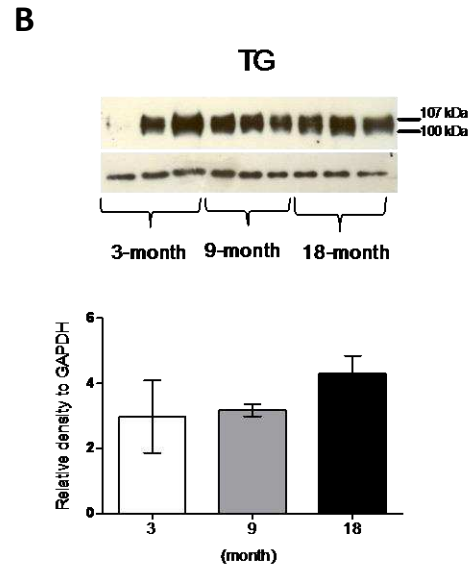 B
TG
107 kDa
100 kDa
3-month 9-month 18-month
Relative density to GAPDH
6
4
2
0
3 9 18
(month)